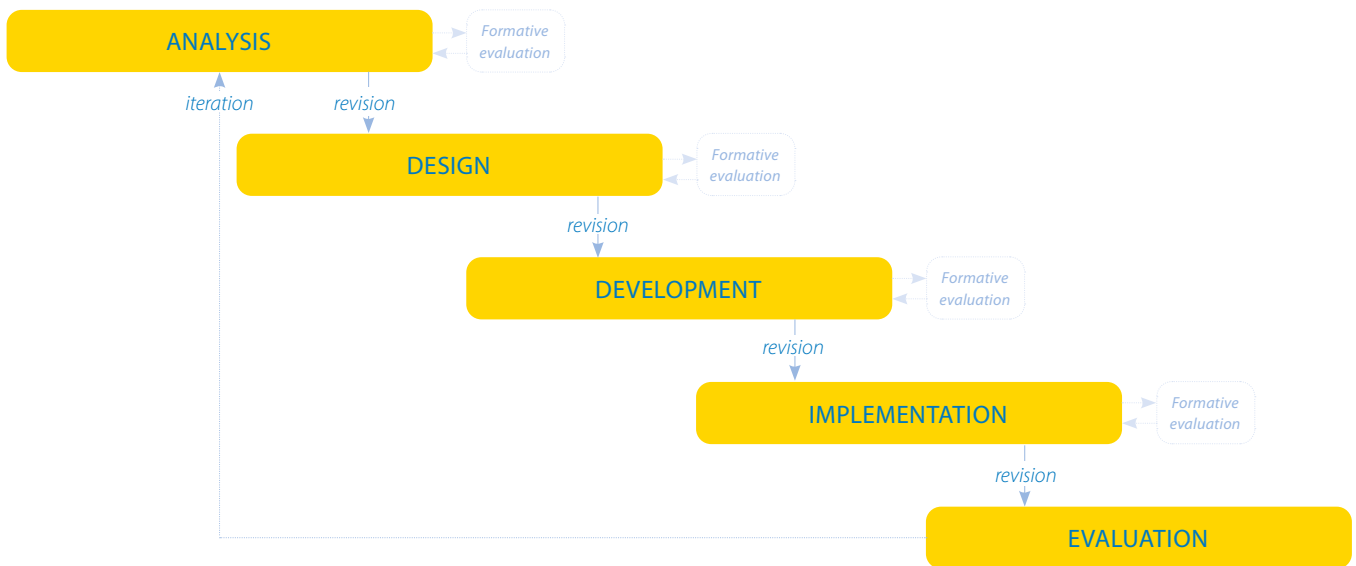 ANALYSIS
Formative
evaluation
iteration
revision
DESIGN
Formative
evaluation
revision
DEVELOPMENT
Formative
evaluation
revision
IMPLEMENTATION
Formative
evaluation
revision
EVALUATION